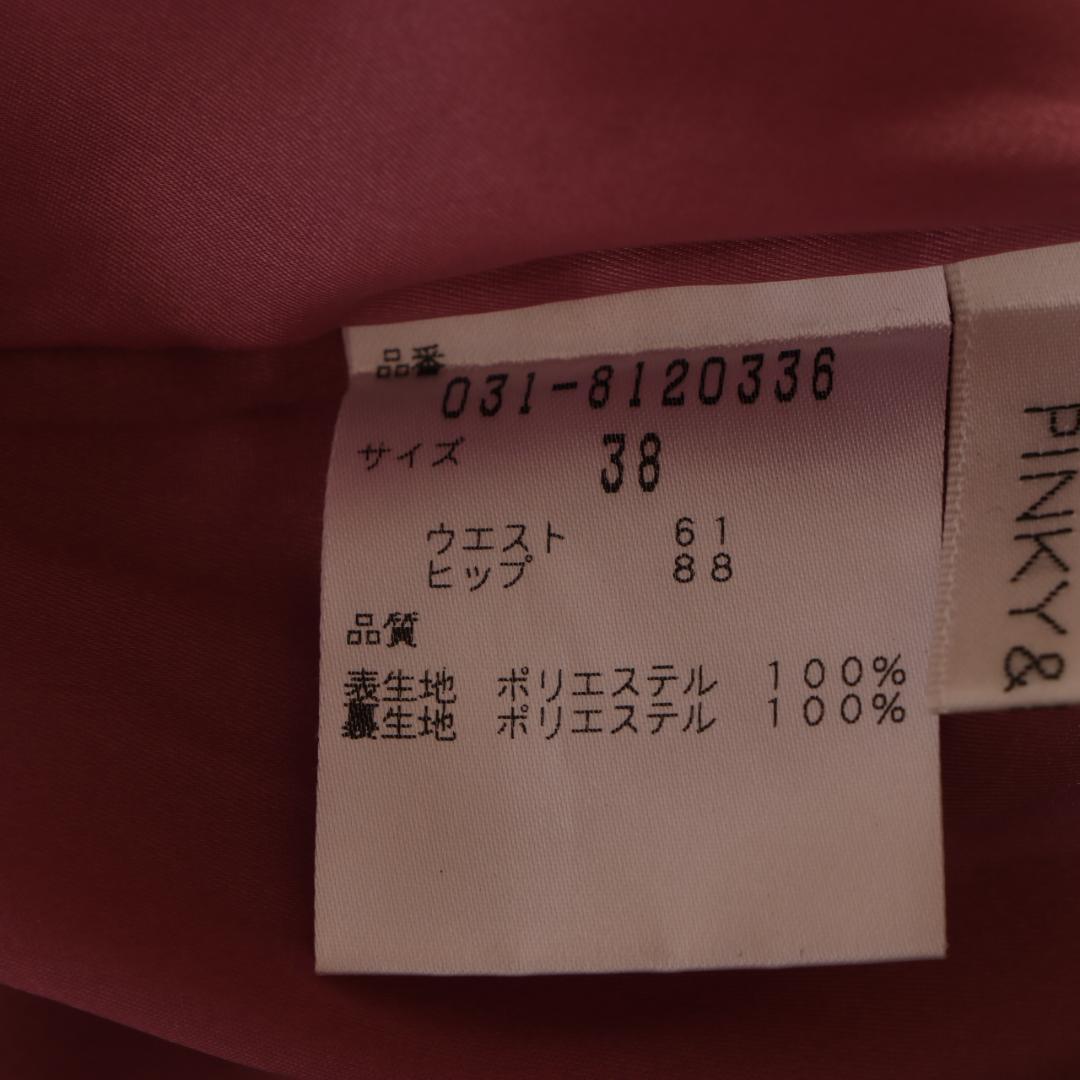 品番 031-8120336
サイズ 38
ウエスト 61
ヒップ 88
品質
表生地 ポリエステル 100%
裏生地 ポリエステル 100%
PINKY &